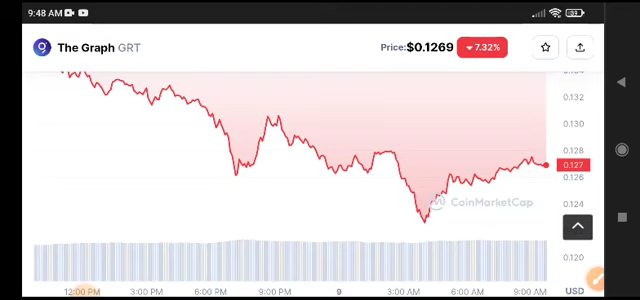 9:48 AM
The Graph GRT
Price: $0.1269 7.32%
0.132
0.130
0.128
0.127
0.126
0.124
0.120
CoinMarketCap
12:00 PM 3:00 PM 6:00 PM 9:00 PM 9 3:00 AM 6:00 AM 9:00 AM USD